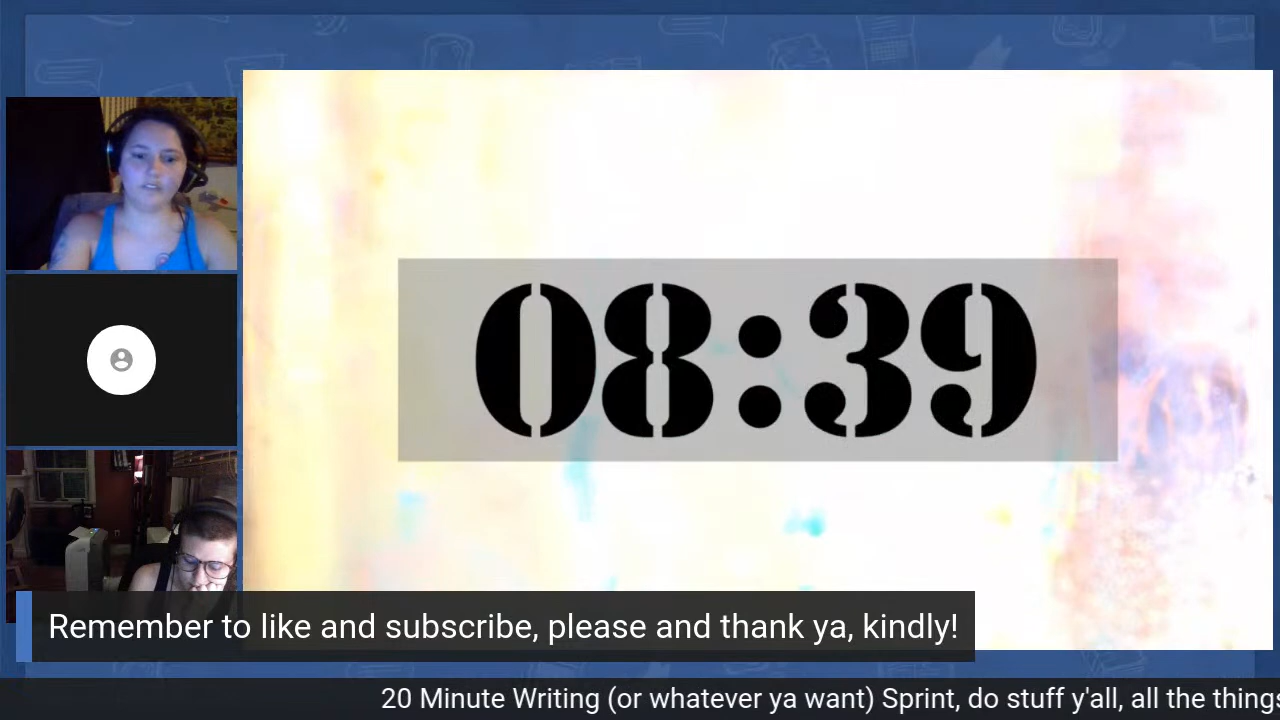 08:39
Remember to like and subscribe, please and thank ya, kindly!
20 Minute Writing (or whatever ya want) Sprint, do stuff y'all, all the things